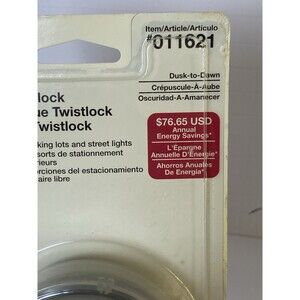 Item/Article/Artículo
#011621
Dusk-to-Dawn
Crépuscule-À-Aube
Oscuridad-A-Amanecer
lock
ue Twistlock
Twistlock
king lots and street lights
sorts de stationnement
rieurs
orciones del estacionamiento
aire libre
$76.65 USD
Annual
Energy Savings*
L'Épargne
Annuelle D'Énergie*
Ahorros Anuales
De Energía*